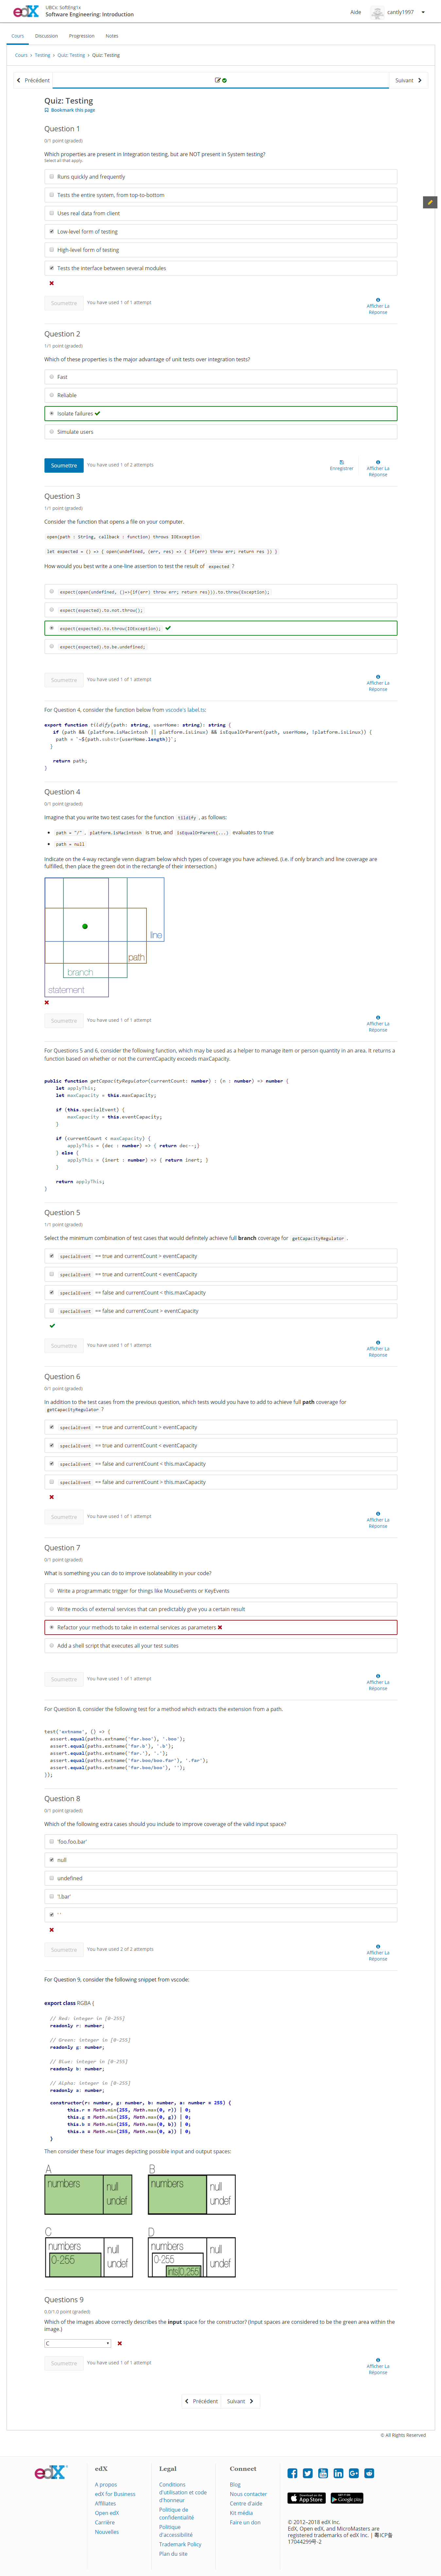 edX
UBCx: SoftEng1x
Software Engineering: Introduction
Aide
cantly1997
Cours
Discussion
Progression
Notes
Cours > Testing > Quiz: Testing > Quiz: Testing
Précédent
Suivant
Quiz: Testing
Bookmark this page
Question 1
0/1 point (graded)
Which properties are present in Integration testing, but are NOT present in System testing?
Select all that apply.
Runs quickly and frequently
Tests the entire system, from top-to-bottom
Uses real data from client
Low-level form of testing
High-level form of testing
Tests the interface between several modules
Soumettre
You have used 1 of 1 attempt
Afficher La
Réponse
Question 2
1/1 point (graded)
Which of these properties is the major advantage of unit tests over integration tests?
Fast
Reliable
Isolate failures
Simulate users
Soumettre
You have used 1 of 2 attempts
Enregistrer
Afficher La
Réponse
Question 3
1/1 point (graded)
Consider the function that opens a file on your computer.
open(path : String, callback : function) throws IOException
let expected = () => { open(undefined, (err, res) => { if(err) throw err; return res }) }
How would you best write a one-line assertion to test the result of expected ?
expect(open(undefined, ()=>{if(err) throw err; return res})).to.throw(Exception);
expect(expected).to.not.throw();
expect(expected).to.throw(IOException);
expect(expected).to.be.undefined;
Soumettre
You have used 1 of 1 attempt
Afficher La
Réponse
For Question 4, consider the function below from vscode's label.ts:
export function tildify(path: string, userHome: string): string {
if (path && (platform.isMacintosh || platform.isLinux) && isEqualOrParent(path, userHome, !platform.isLinux)) {
path = `~${path.substr(userHome.length)}`;
}
return path;
}
Question 4
0/1 point (graded)
Imagine that you write two test cases for the function tildify , as follows:
path = "/" , platform.isMacintosh is true, and isEqualOrParent(...) evaluates to true
path = null
Indicate on the 4-way rectangle venn diagram below which types of coverage you have achieved. (i.e. if only branch and line coverage are
fulfilled, then place the green dot in the rectangle of their intersection.)
line
path
branch
statement
Soumettre
You have used 1 of 1 attempt
Afficher La
Réponse
For Questions 5 and 6, consider the following function, which may be used as a helper to manage item or person quantity in an area. It returns a
function based on whether or not the currentCapacity exceeds maxCapacity.
public function getCapacityRegulator(currentCount: number) : (n : number) => number {
let applyThis;
let maxCapacity = this.maxCapacity;
if (this.specialEvent) {
maxCapacity = this.eventCapacity;
}
if (currentCount < maxCapacity) {
applyThis = (dec : number) => { return dec--;}
} else {
applyThis = (inert : number) => { return inert; }
}
return applyThis;
}
Question 5
1/1 point (graded)
Select the minimum combination of test cases that would definitely achieve full branch coverage for getCapacityRegulator .
specialEvent == true and currentCount > eventCapacity
specialEvent == true and currentCount < eventCapacity
specialEvent == false and currentCount < this.maxCapacity
specialEvent == false and currentCount > eventCapacity
Soumettre
You have used 1 of 1 attempt
Afficher La
Réponse
Question 6
0/1 point (graded)
In addition to the test cases from the previous question, which tests would you have to add to achieve full path coverage for
getCapacityRegulator ?
specialEvent == true and currentCount > eventCapacity
specialEvent == true and currentCount < eventCapacity
specialEvent == false and currentCount = this.maxCapacity
specialEvent == false and currentCount > this.maxCapacity
Soumettre
You have used 1 of 1 attempt
Afficher La
Réponse
Question 7
0/1 point (graded)
What is something you can do to improve isolateability in your code?
Write a programmatic trigger for things like MouseEvents or KeyEvents
Write mocks of external services that can predictably give you a certain result
Refactor your methods to take in external services as parameters
Add a shell script that executes all your test suites
Soumettre
You have used 1 of 1 attempt
Afficher La
Réponse
For Question 8, consider the following test for a method which extracts the extension from a path.
test('extname', () => {
assert.equal(paths.extname('far.boo'), '.boo');
assert.equal(paths.extname('far.b'), '.b');
assert.equal(paths.extname('far.'), '.');
assert.equal(paths.extname('far.boo/boo.far'), '.far');
assert.equal(paths.extname('far.boo/boo'), '');
});
Question 8
0/1 point (graded)
Which of the following extra cases should you include to improve coverage of the valid input space?
'foo.foo.bar'
null
undefined
'!.bar'
' '
Soumettre
You have used 2 of 2 attempts
Afficher La
Réponse
For Question 9, consider the following snippet from vscode:
export class RGBA {
// Red: integer in [0-255]
readonly r: number;
// Green: integer in [0-255]
readonly g: number;
// Blue: integer in [0-255]
readonly b: number;
// Alpha: integer in [0-255]
readonly a: number;
constructor(r: number, g: number, b: number, a: number = 255) {
this.r = Math.min(255, Math.max(0, r)) | 0;
this.g = Math.min(255, Math.max(0, g)) | 0;
this.b = Math.min(255, Math.max(0, b)) | 0;
this.a = Math.min(255, Math.max(0, a)) | 0;
}
Then consider these four images depicting possible input and output spaces:
A
numbers
null
undef
B
numbers
null
undef
C
numbers
0-255
null
undef
D
numbers
0-255
ints[0,255]
null
undef
Questions 9
0.0/1.0 point (graded)
Which of the images above correctly describes the input space for the constructor? (Input spaces are considered to be the green area within the
image.)
C
Soumettre
You have used 1 of 1 attempt
Afficher La
Réponse
Précédent
Suivant
© All Rights Reserved
edX
edX
A propos
edX for Business
Affiliates
Open edX
Carrière
Nouvelles
Legal
Conditions
d'utilisation et code
d'honneur
Politique de
confidentialité
Politique
d'accessibilité
Trademark Policy
Plan du site
Connect
Blog
Nous contacter
Centre d'aide
Kit média
Faire un don
Download on the
App Store
Google play
© 2012–2018 edX Inc.
EdX, Open edX, and MicroMasters are
registered trademarks of edX Inc. | 粤ICP备
17044299号-2